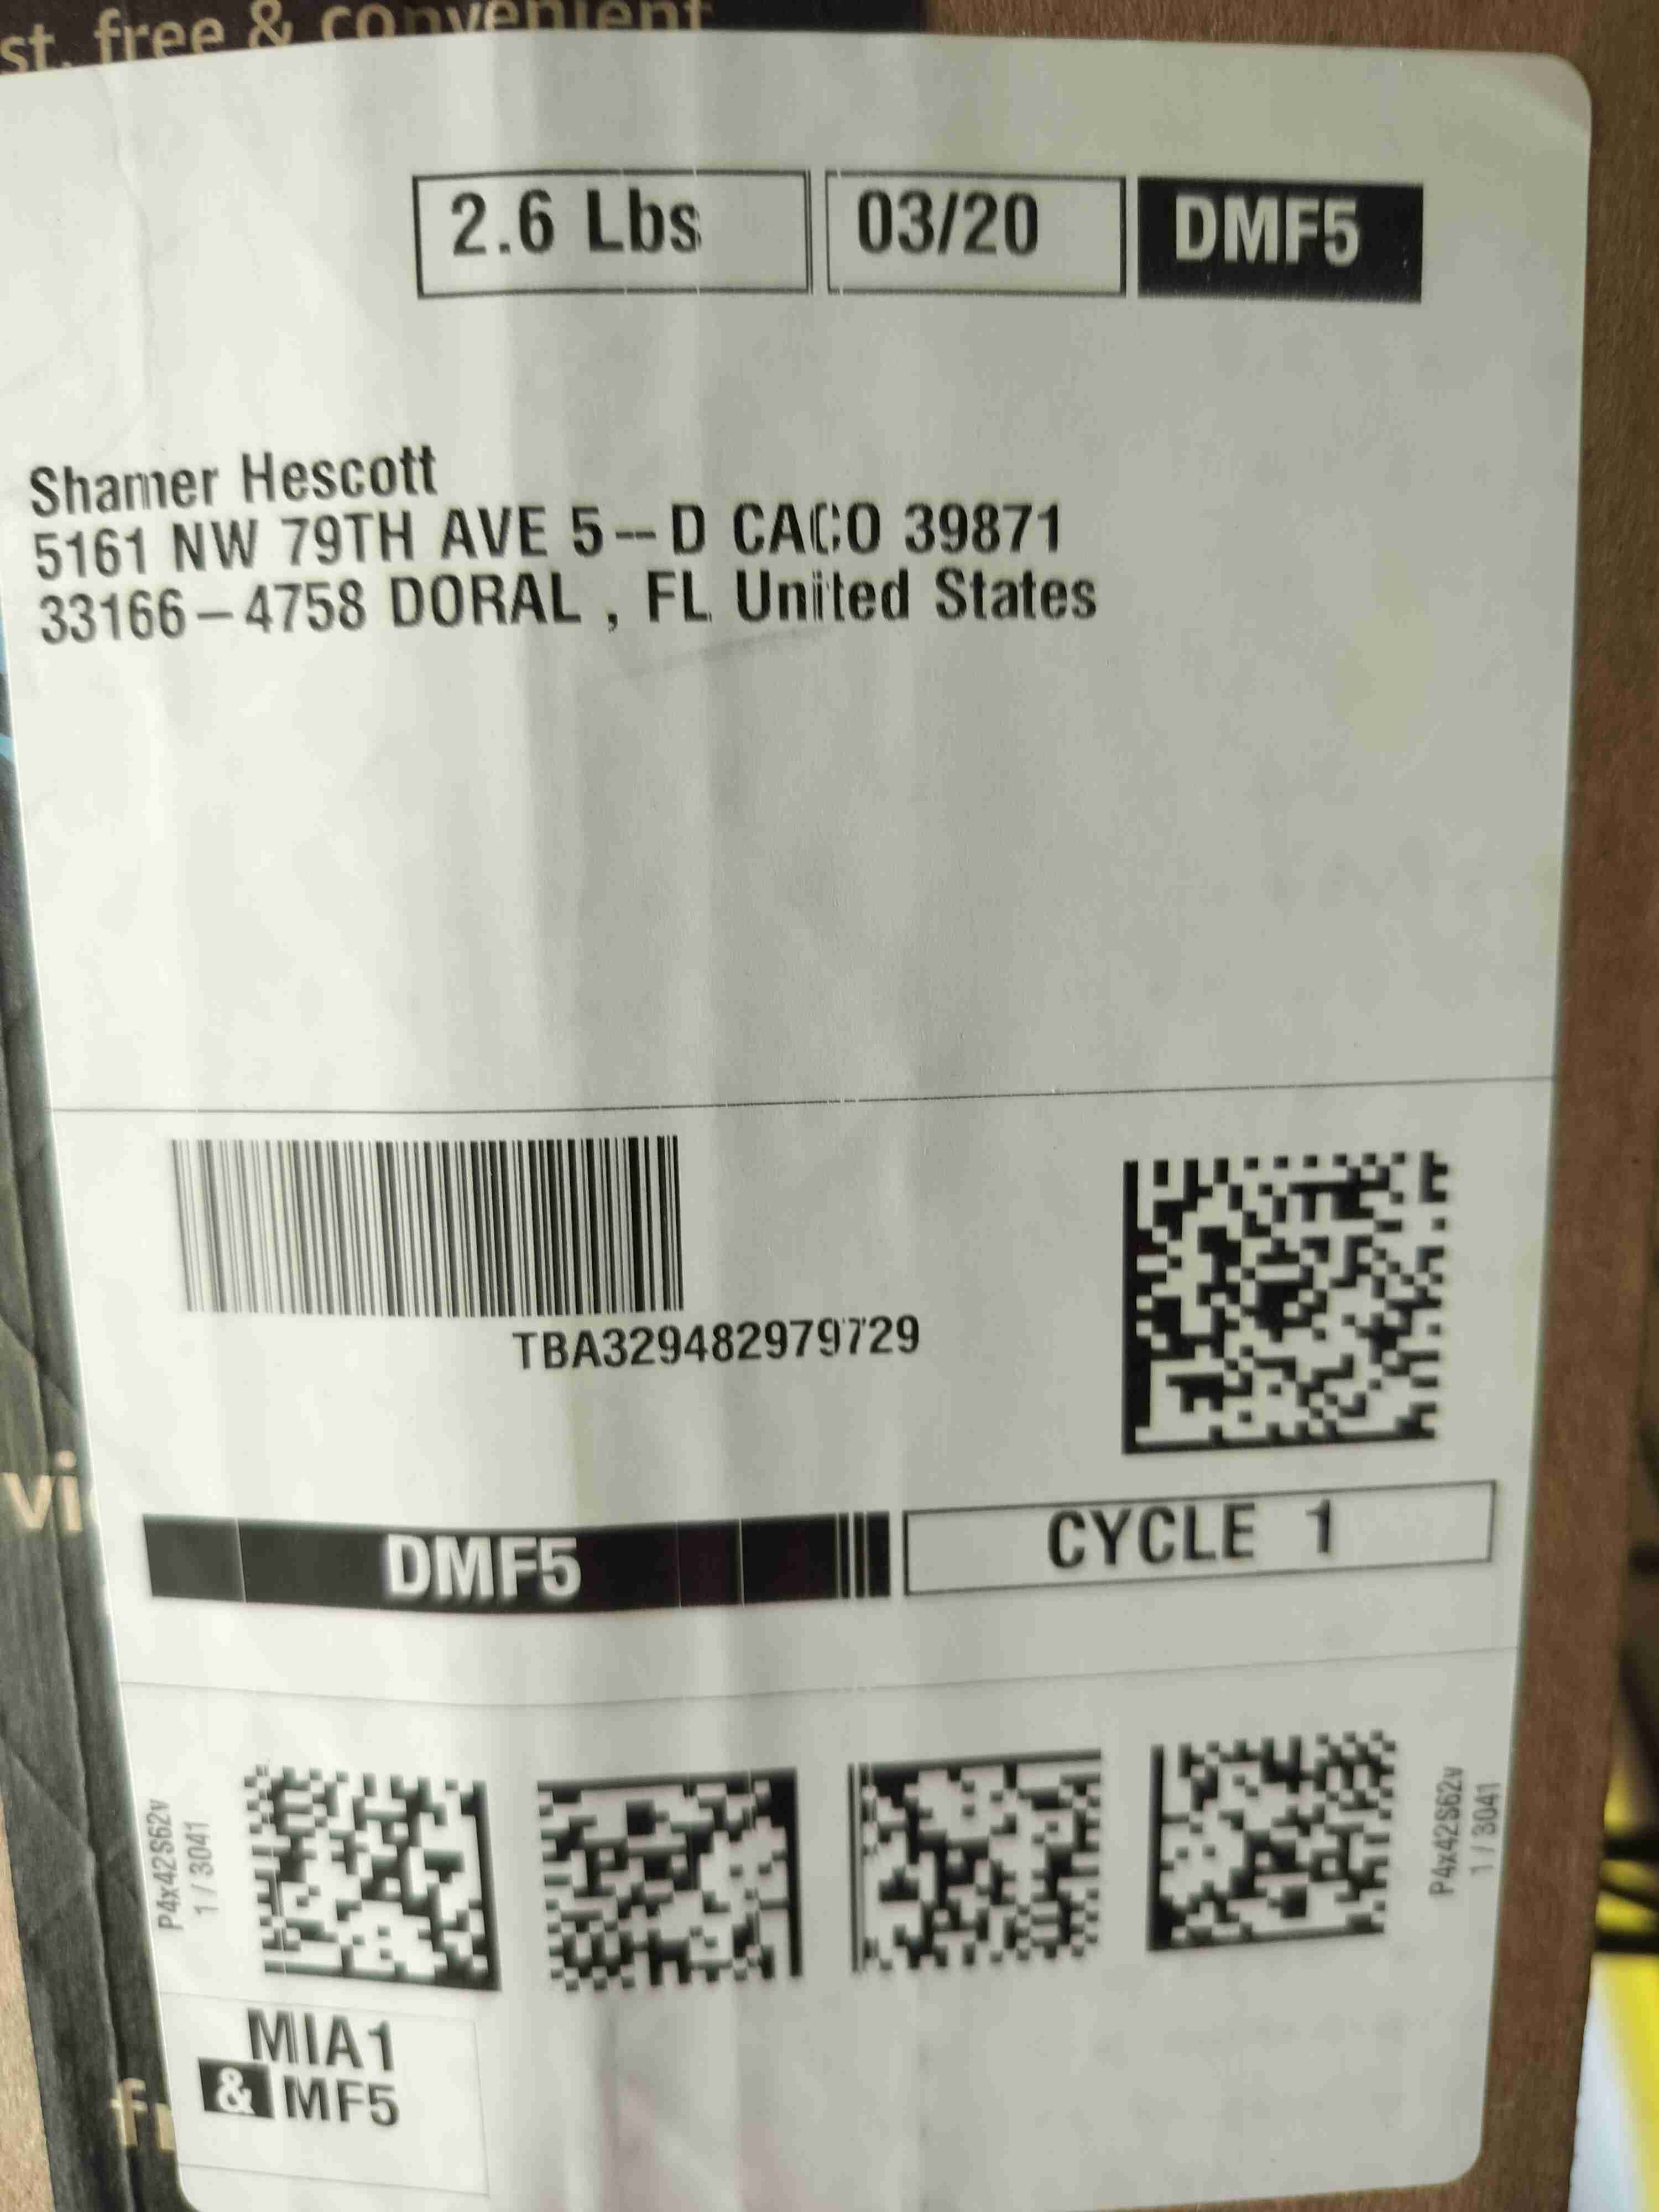 st, free & convenient
2.6 Lbs 03/20 DMF5
Shamer Hescott
5161 NW 79TH AVE 5--D CACO 39871
33166-4758 DORAL , FL United States
TBA329482979729
vi
DMF5 CYCLE 1
P4x42S62v
1 / 3041
P4x42S62v
1 / 3041
MIA1
& MF5